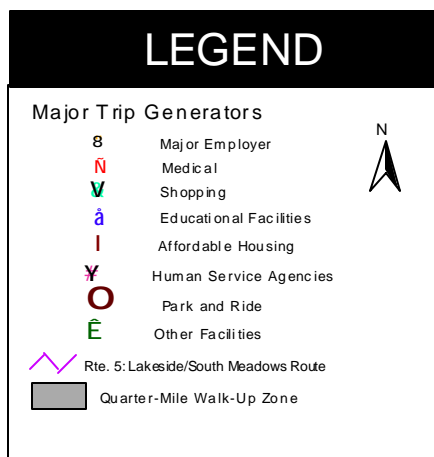 LEGEND
Major Trip Generators
N
8 Major Employer
Ñ Medical
V Shopping
å Educational Facilities
I Affordable Housing
¥ Human Service Agencies
O Park and Ride
Ê Other Facilities
Rte. 5: Lakeside/South Meadows Route
Quarter-Mile Walk-Up Zone